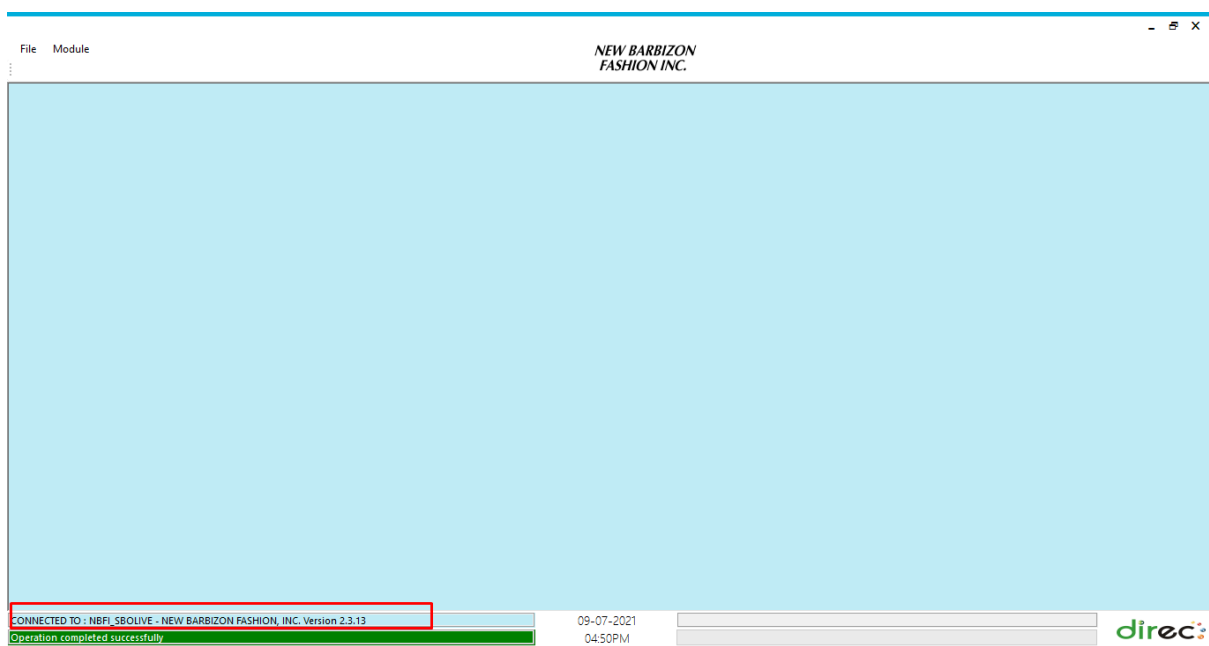 File Module
NEW BARBIZON
FASHION INC.
CONNECTED TO : NBFI_SBOLIVE - NEW BARBIZON FASHION, INC. Version 2.3.13
09-07-2021
Operation completed successfully
04:50PM
direc